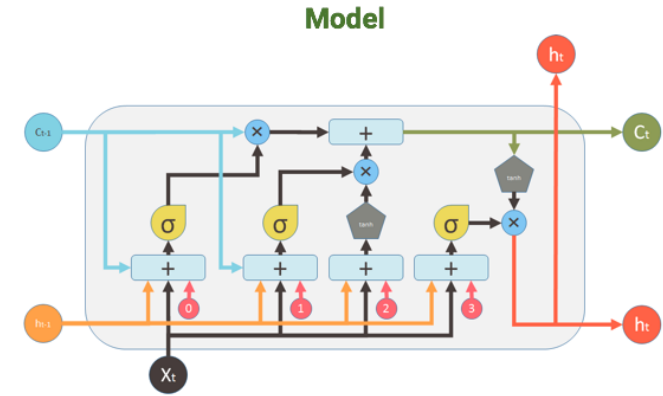 Model
hₜ
Cₜ₋₁
×
+
Cₜ
tanh
×
σ
σ
tanh
σ
×
+
+
+
+
0
1
2
3
hₜ₋₁
hₜ
Xₜ